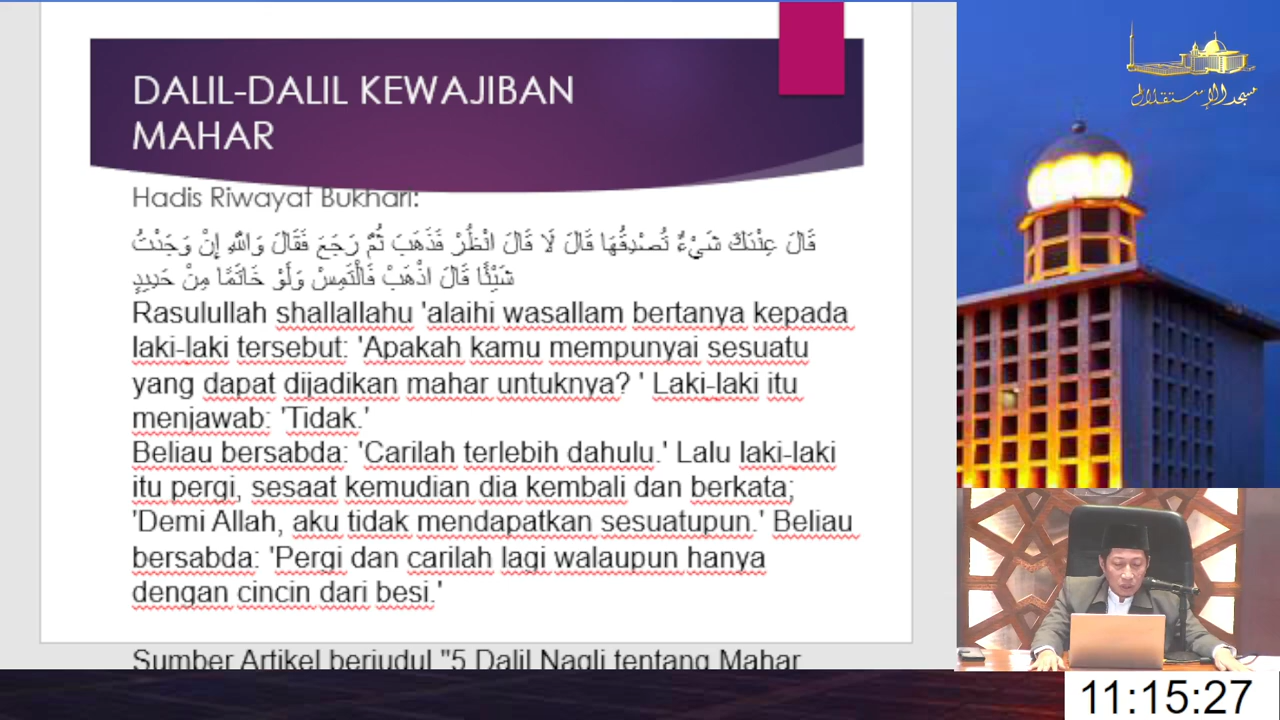 DALIL-DALIL KEWAJIBAN
MAHAR
Hadis Riwayat Bukhari:
قَالَ عِنْدَكَ شَيْءٌ تُصْدِقُهَا قَالَ لَا قَالَ انْظُرْ فَذَهَبَ ثُمَّ رَجَعَ فَقَالَ وَاللَّهِ إِنْ وَجَدْتُ
شَيْئًا قَالَ اذْهَبْ فَالْتَمِسْ وَلَوْ خَاتَمًا مِنْ حَدِيدٍ
Rasulullah shallallahu 'alaihi wasallam bertanya kepada
laki-laki tersebut: 'Apakah kamu mempunyai sesuatu
yang dapat dijadikan mahar untuknya? ' Laki-laki itu
menjawab: 'Tidak.'
Beliau bersabda: 'Carilah terlebih dahulu.' Lalu laki-laki
itu pergi, sesaat kemudian dia kembali dan berkata;
'Demi Allah, aku tidak mendapatkan sesuatupun.' Beliau
bersabda: 'Pergi dan carilah lagi walaupun hanya
dengan cincin dari besi.'
Sumber Artikel berjudul "5 Dalil Naqli tentang Mahar
مسجد الإستقلال
11:15:27